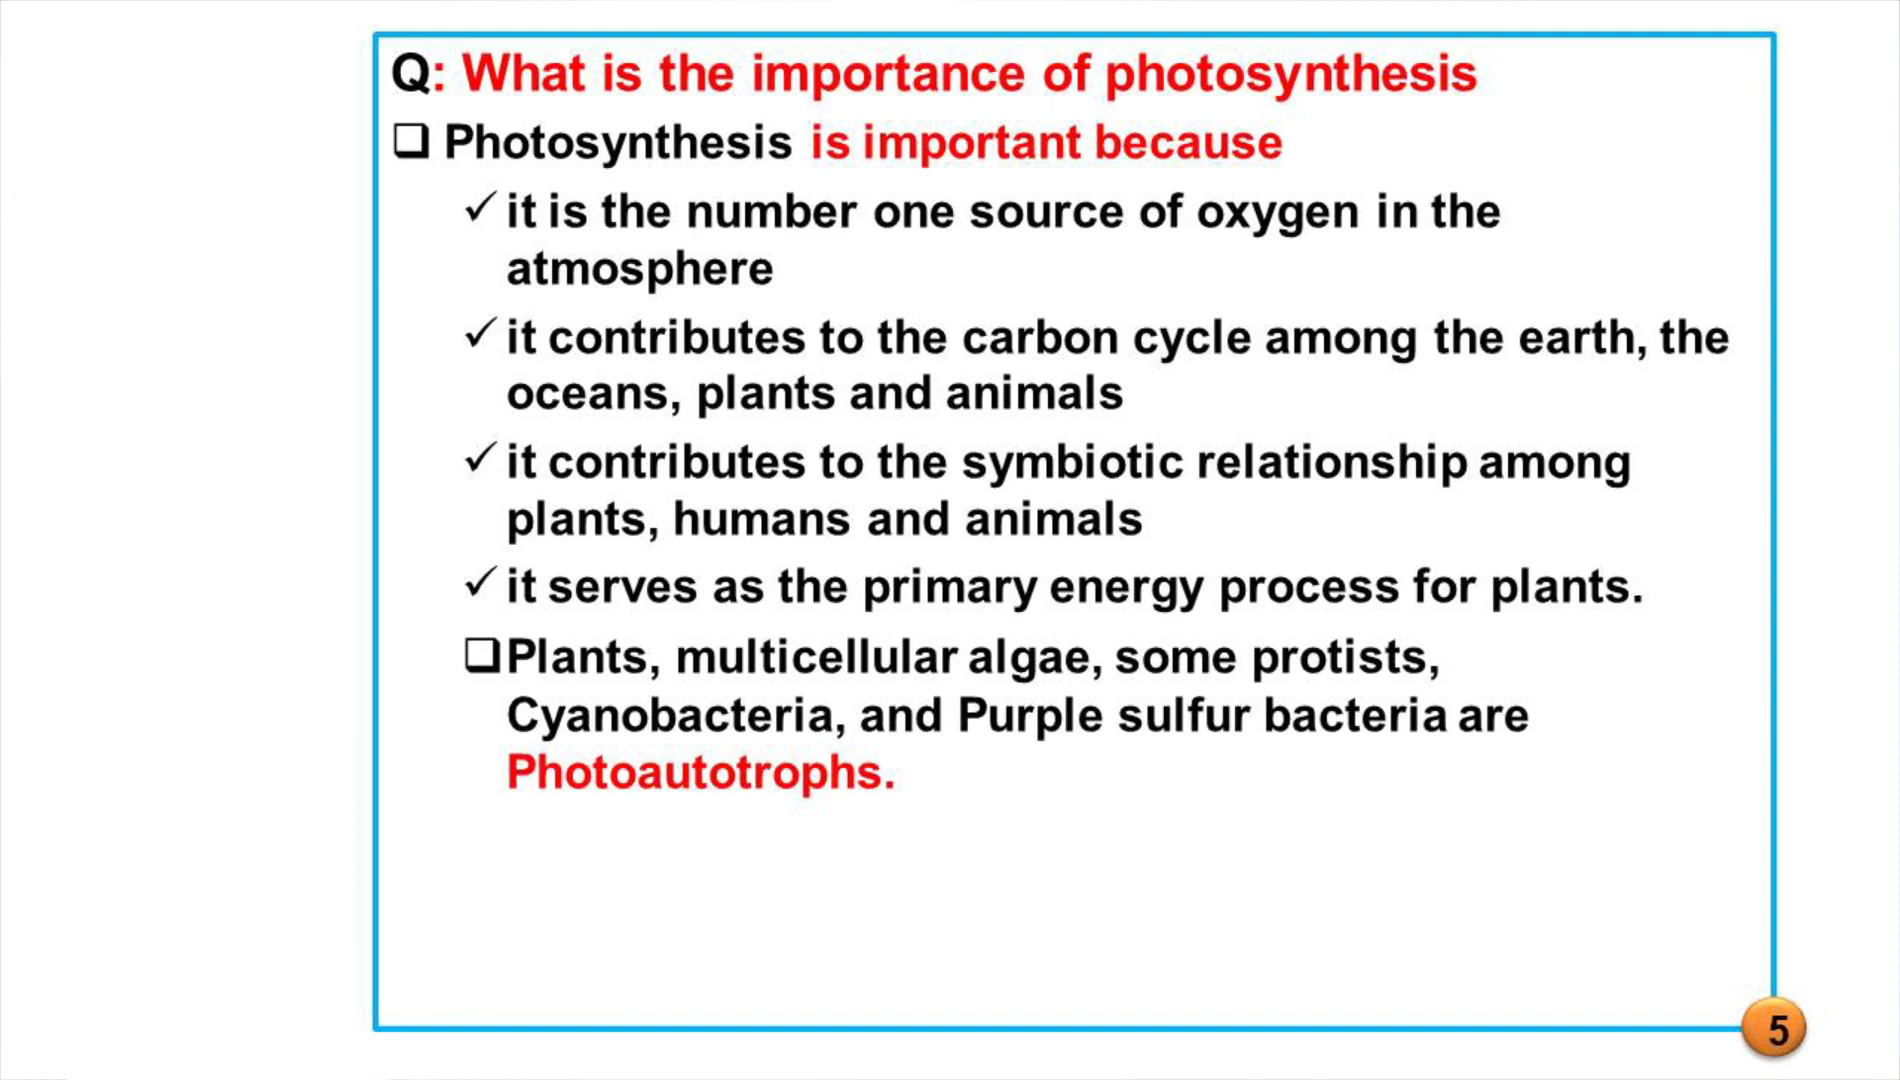 Q: What is the importance of photosynthesis
❑ Photosynthesis is important because
✓ it is the number one source of oxygen in the
atmosphere
✓ it contributes to the carbon cycle among the earth, the
oceans, plants and animals
✓ it contributes to the symbiotic relationship among
plants, humans and animals
✓ it serves as the primary energy process for plants.
❑Plants, multicellular algae, some protists,
Cyanobacteria, and Purple sulfur bacteria are
Photoautotrophs.
5